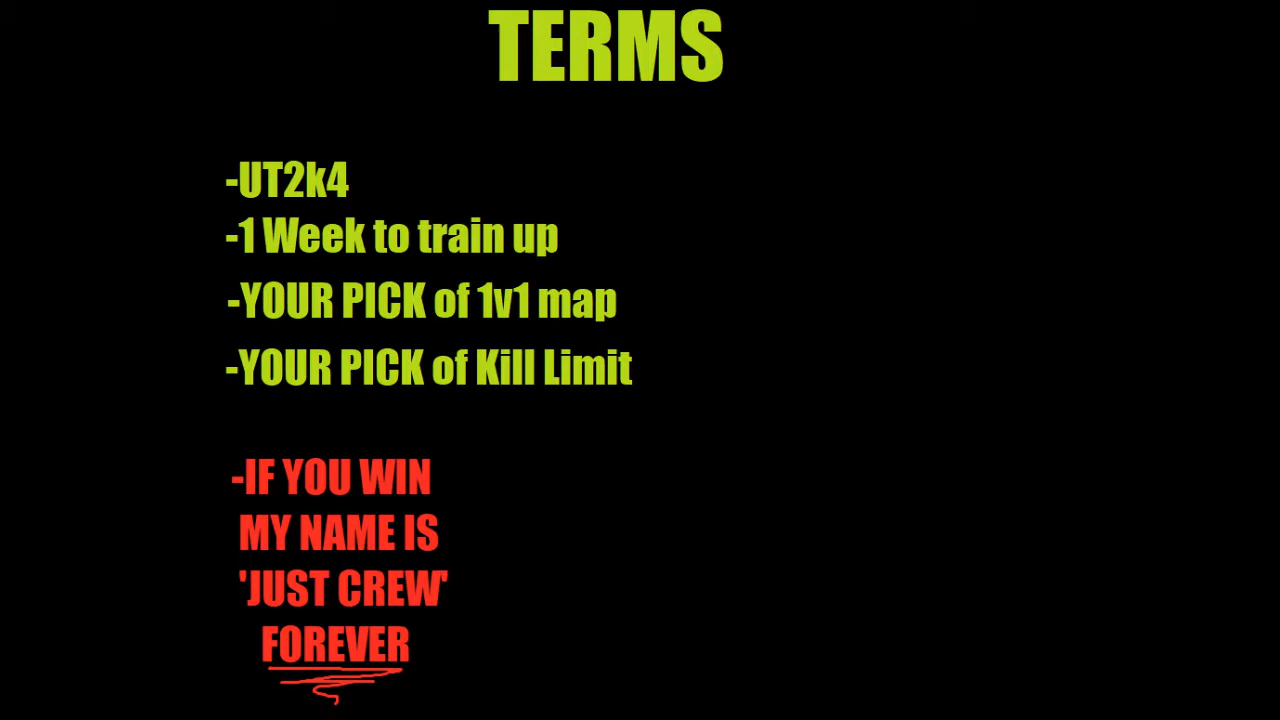 TERMS
-UT2k4
-1 Week to train up
-YOUR PICK of 1v1 map
-YOUR PICK of Kill Limit
-IF YOU WIN
MY NAME IS
'JUST CREW'
FOREVER